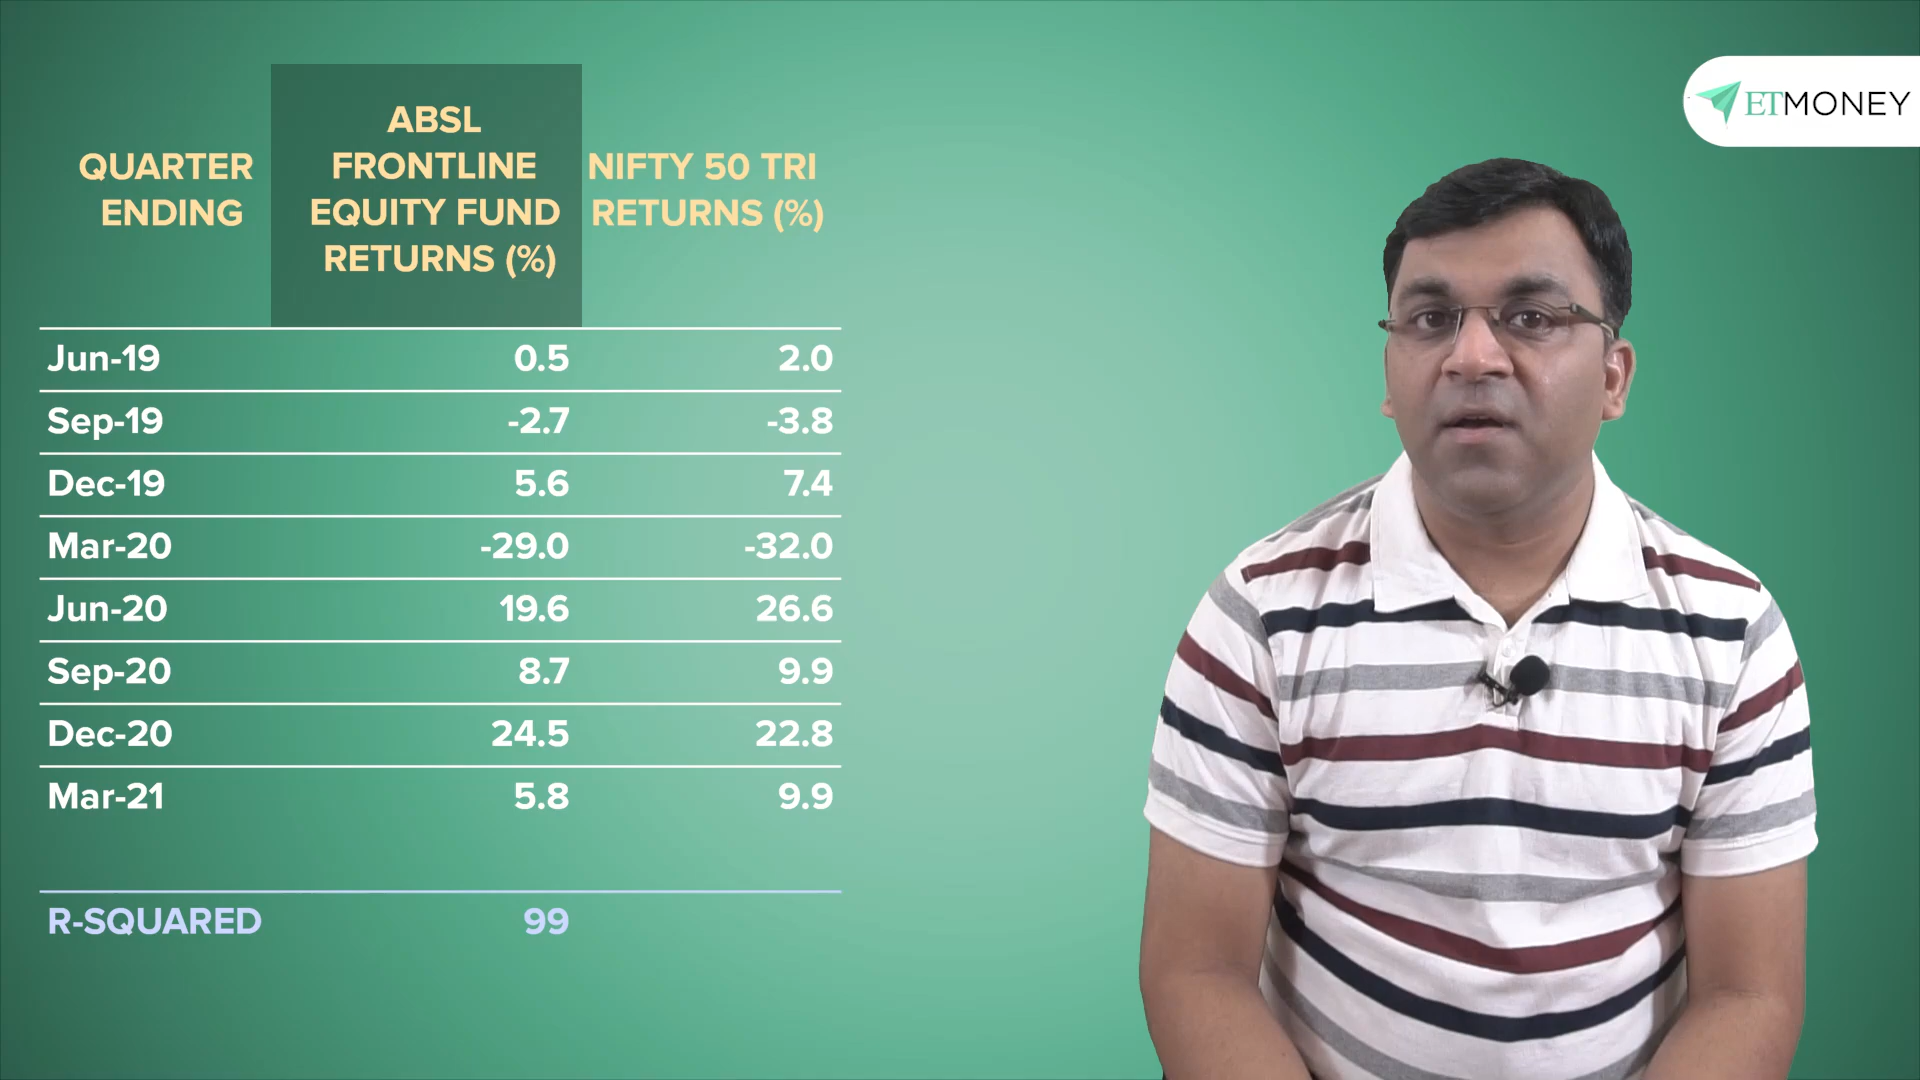 ETMONEY
QUARTER ENDING
ABSL FRONTLINE EQUITY FUND RETURNS (%)
NIFTY 50 TRI RETURNS (%)
Jun-19 0.5 2.0
Sep-19 -2.7 -3.8
Dec-19 5.6 7.4
Mar-20 -29.0 -32.0
Jun-20 19.6 26.6
Sep-20 8.7 9.9
Dec-20 24.5 22.8
Mar-21 5.8 9.9
R-SQUARED 99